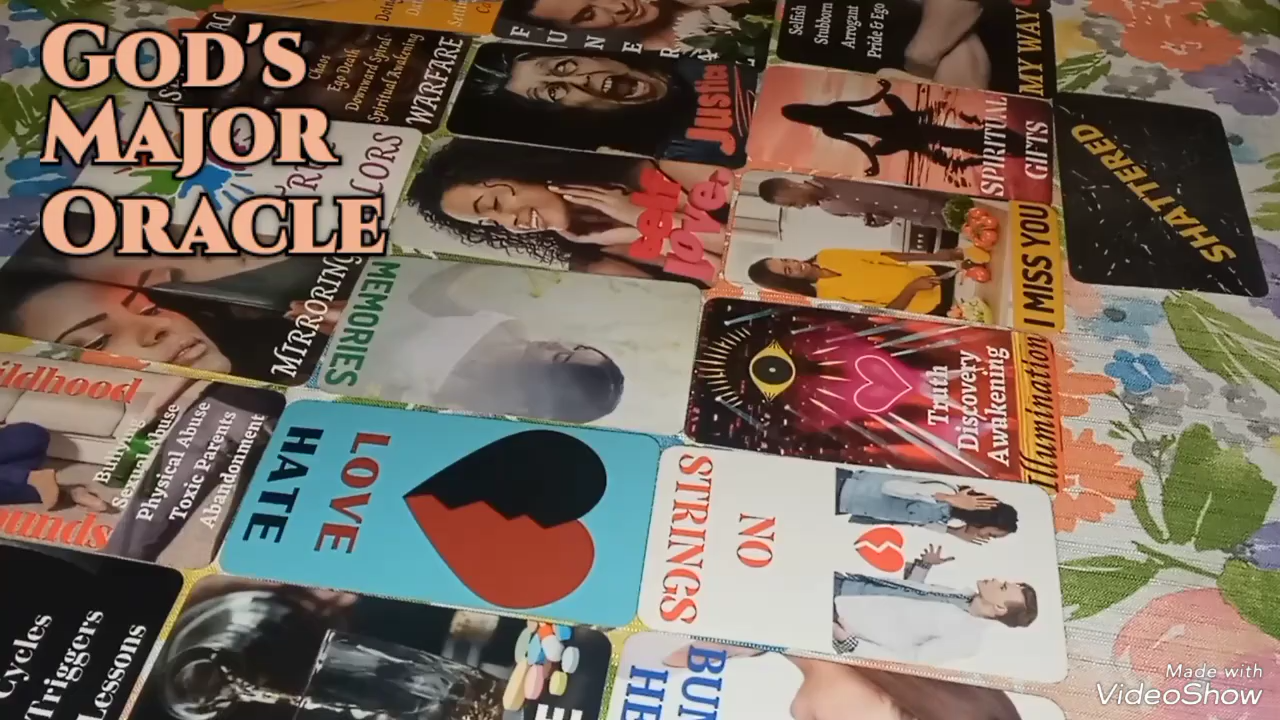 GOD'S
MAJOR
ORACLE
Chaos
Ego Death
Downward Spiral
Spiritual Awakening
WARFARE
Justice
Selfish
Stubborn
Arrogant
Pride & Ego
MY WAY
SPIRITUAL
GIFTS
SHATTERED
self
love.
I MISS YOU
MIRRORING
MEMORIES
Truth
Discovery
Awakening
Illumination
Bullying
Sexual Abuse
Physical Abuse
Toxic Parents
Abandonment
LOVE
HATE
NO
STRINGS
Cycles
Triggers
Lessons
Made with
VideoShow